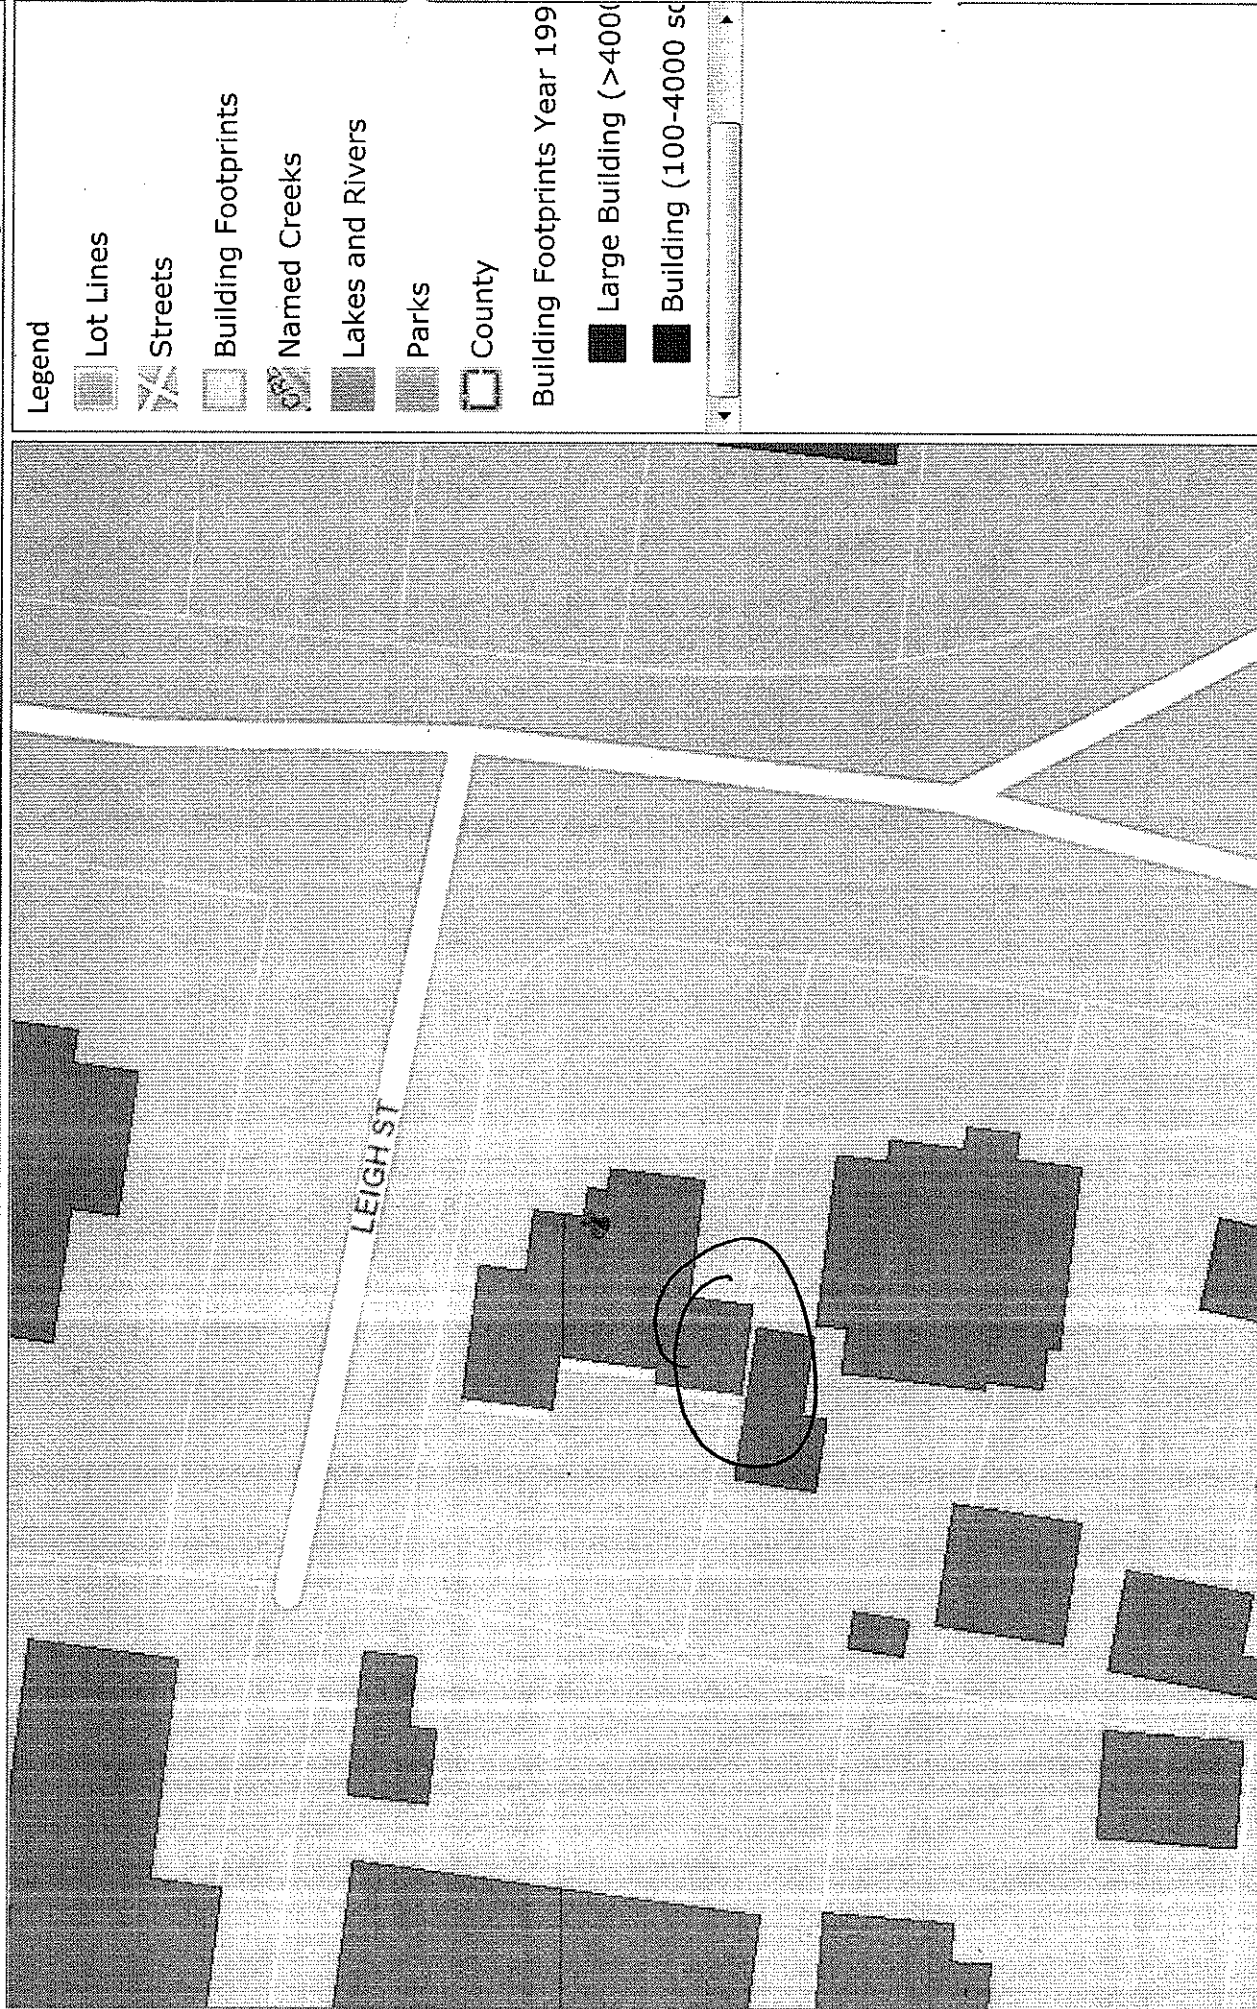 Legend
Lot Lines
Streets
Building Footprints
Named Creeks
Lakes and Rivers
Parks
County
Building Footprints Year 199
Large Building (>400
Building (100-4000 sc
LEIGH ST